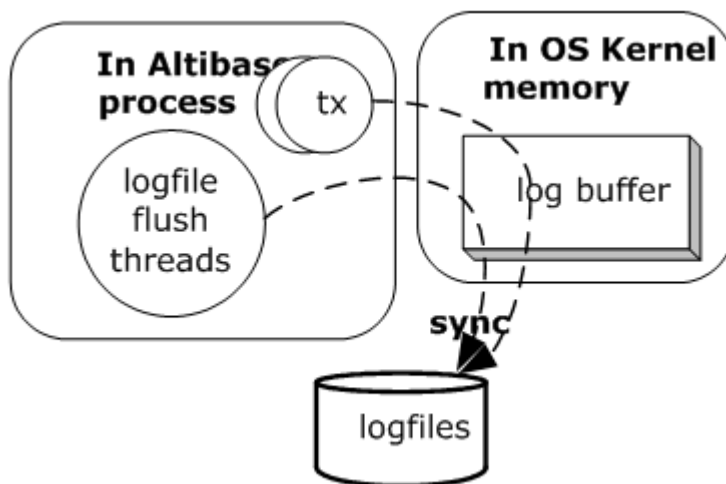 In Altibase
process
tx
logfile
flush
threads
In OS Kernel
memory
log buffer
sync
logfiles